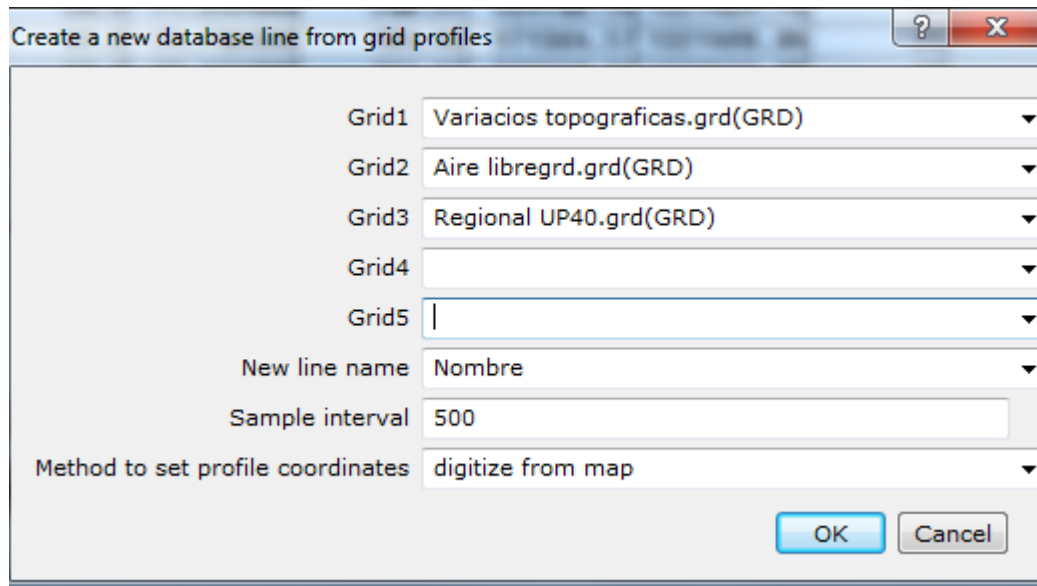 Create a new database line from grid profiles
?
X
Grid1 Variacios topograficas.grd(GRD)
Grid2 Aire libregrd.grd(GRD)
Grid3 Regional UP40.grd(GRD)
Grid4
Grid5
New line name Nombre
Sample interval 500
Method to set profile coordinates digitize from map
OK Cancel